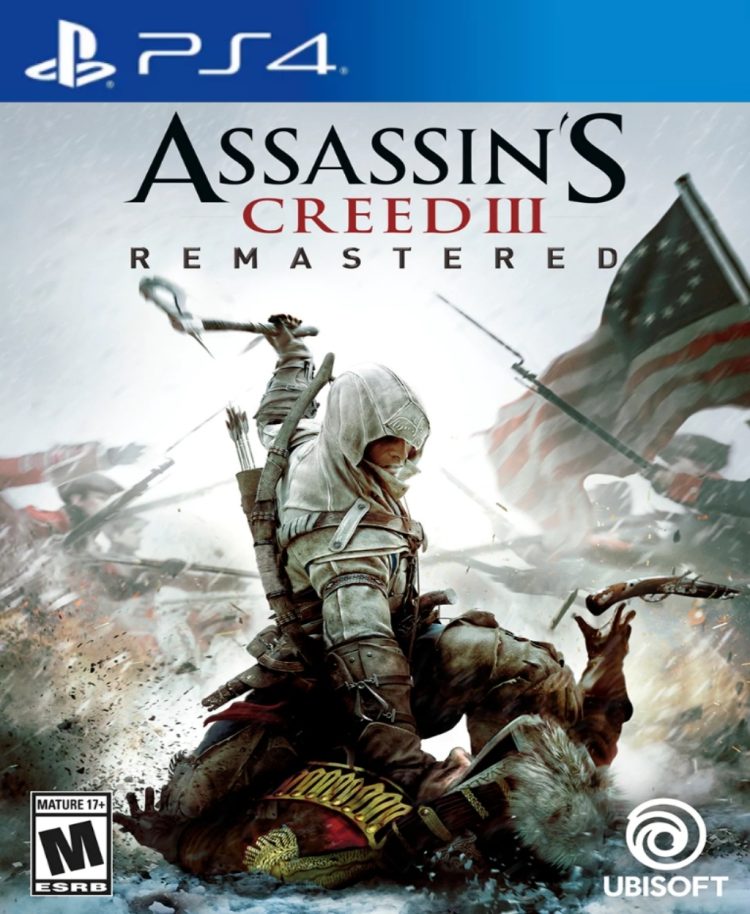 PS4
ASSASSIN'S
CREED III
REMASTERED
MATURE 17+
M
ESRB
UBISOFT